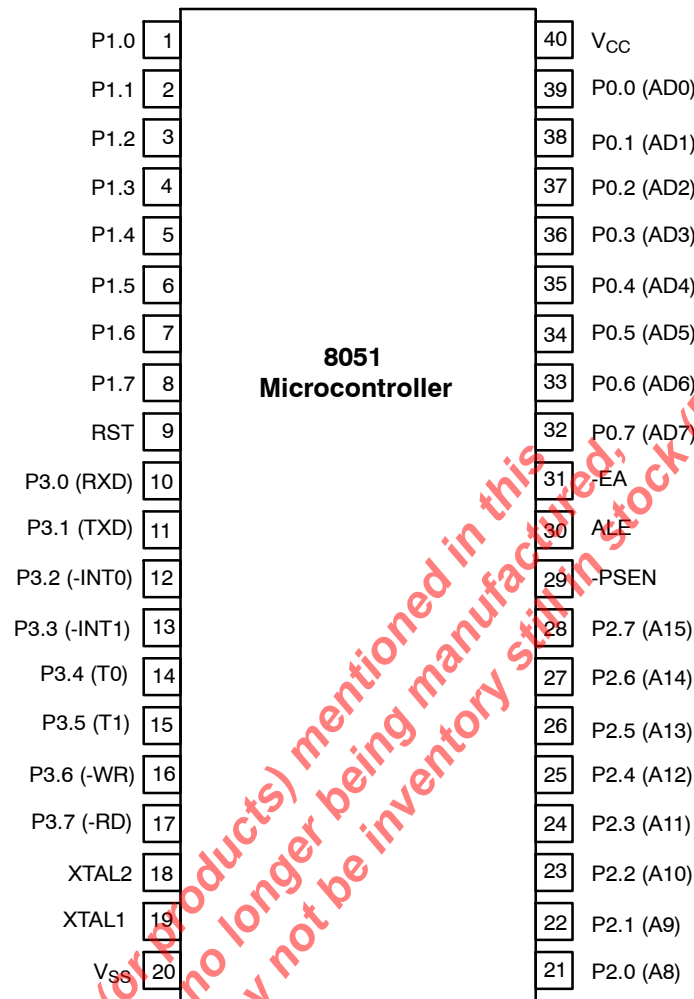 P1.0 1
P1.1 2
P1.2 3
P1.3 4
P1.4 5
P1.5 6
P1.6 7
P1.7 8
RST 9
P3.0 (RXD) 10
P3.1 (TXD) 11
P3.2 (-INT0) 12
P3.3 (-INT1) 13
P3.4 (T0) 14
P3.5 (T1) 15
P3.6 (-WR) 16
P3.7 (-RD) 17
XTAL2 18
XTAL1 19
VSS 20
8051
Microcontroller
40 VCC
39 P0.0 (AD0)
38 P0.1 (AD1)
37 P0.2 (AD2)
36 P0.3 (AD3)
35 P0.4 (AD4)
34 P0.5 (AD5)
33 P0.6 (AD6)
32 P0.7 (AD7)
31 -EA
30 ALE
29 -PSEN
28 P2.7 (A15)
27 P2.6 (A14)
26 P2.5 (A13)
25 P2.4 (A12)
24 P2.3 (A11)
23 P2.2 (A10)
22 P2.1 (A9)
21 P2.0 (A8)
(or products) mentioned in this
no longer being manufactured,
not be inventory still in stock